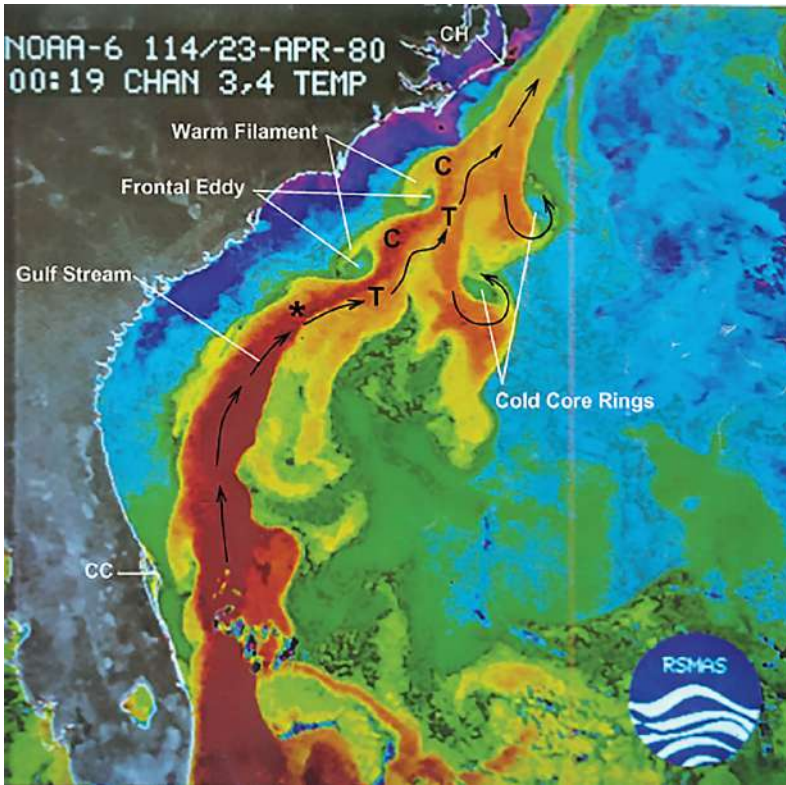 NOAA-6 114/23-APR-80
00:19 CHAN 3,4 TEMP
CH
Warm Filament
Frontal Eddy
C
T
C
Gulf Stream
*
T
Cold Core Rings
CC
RSMAS